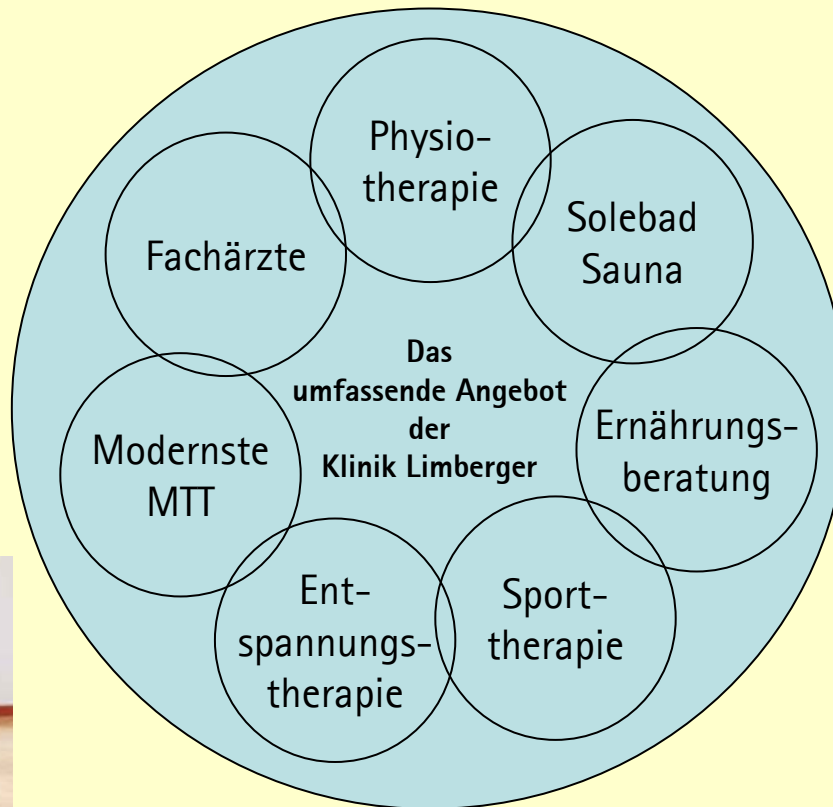 Physio-
therapie
Solebad
Sauna
Fachärzte
Das
umfassende Angebot
der
Klinik Limberger
Ernährungs-
beratung
Modernste
MTT
Sport-
therapie
Ent-
spannungs-
therapie